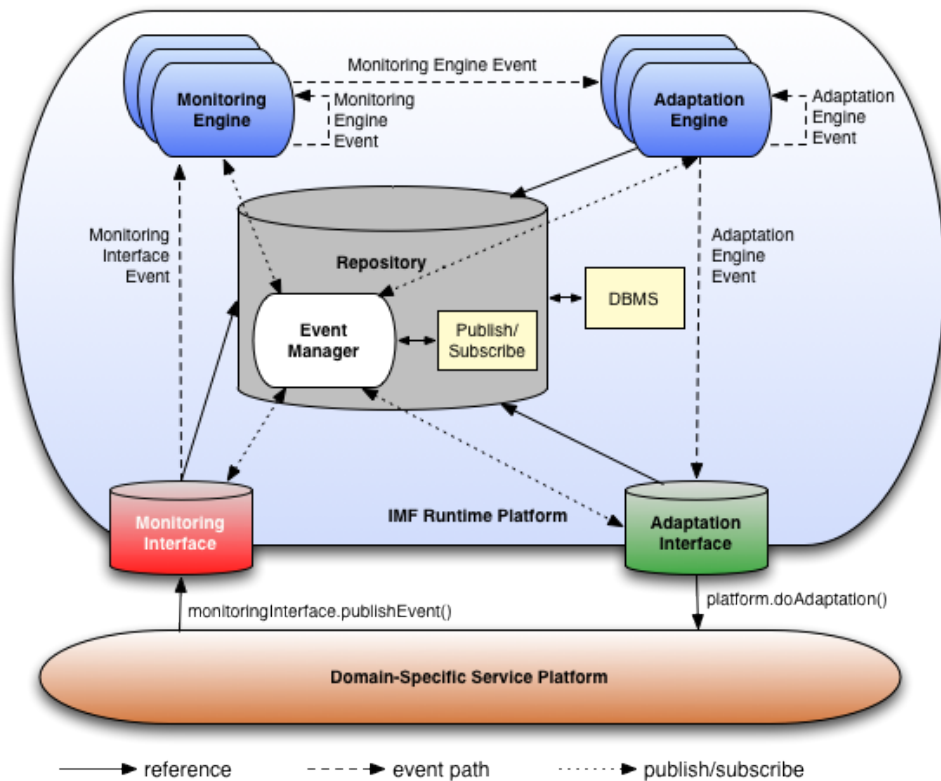 Monitoring Engine Event
Monitoring
Engine
Monitoring
Engine
Event
Adaptation
Engine
Adaptation
Engine
Event
Monitoring
Interface
Event
Repository
Adaptation
Engine
Event
DBMS
Event
Manager
Publish/
Subscribe
Monitoring
Interface
IMF Runtime Platform
Adaptation
Interface
monitoringInterface.publishEvent()
platform.doAdaptation()
Domain-Specific Service Platform
reference
event path
publish/subscribe